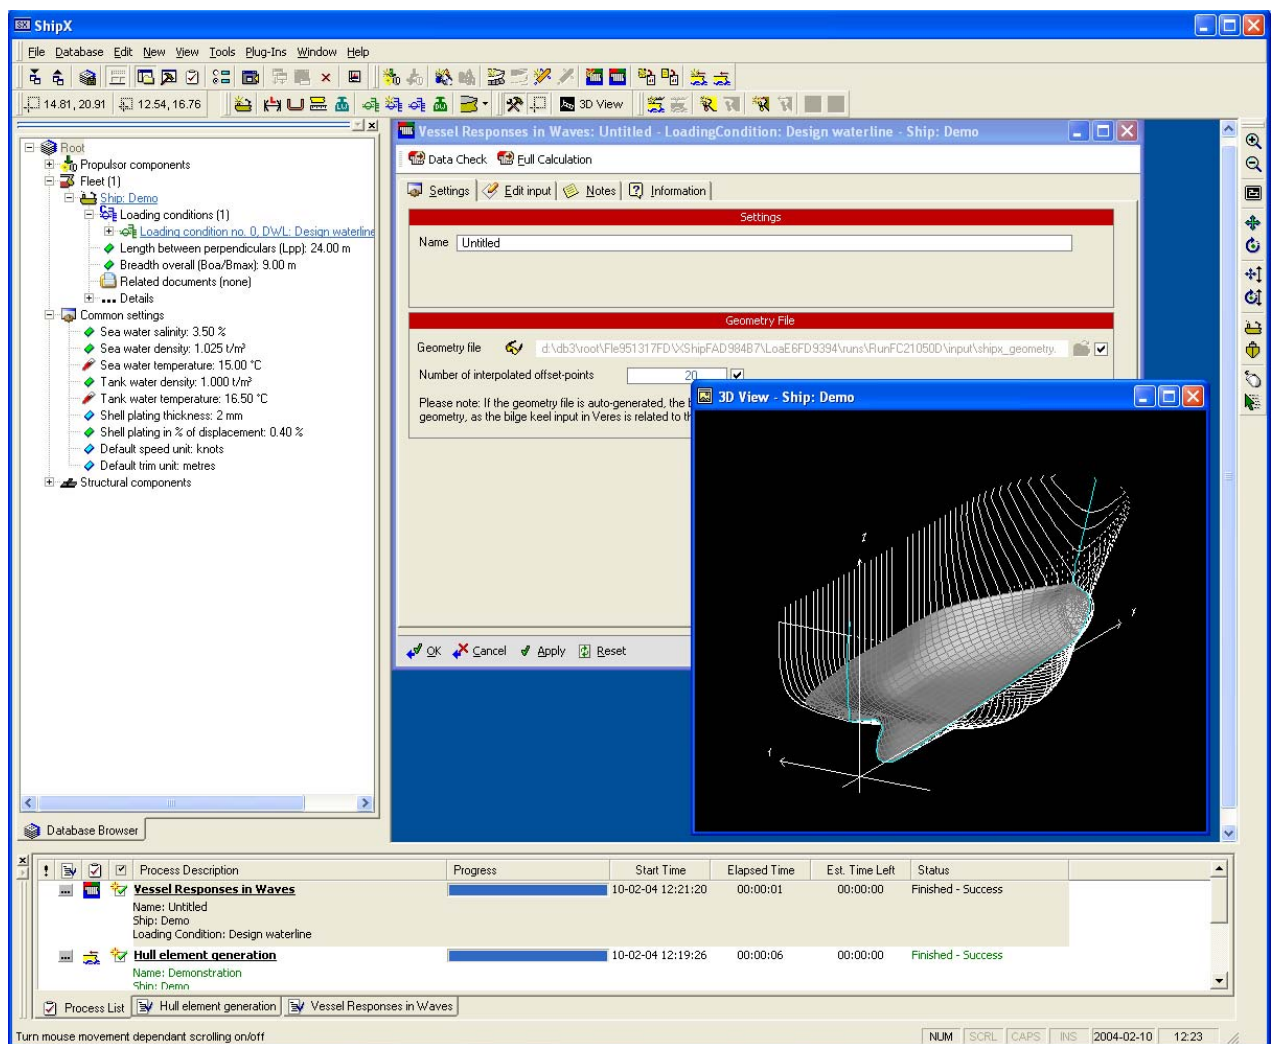 ShipX
File Database Edit New View Tools Plug-Ins Window Help
14.81, 20.91 12.54, 16.76 3D View
Root
Propulsor components
Fleet (1)
Ship: Demo
Loading conditions (1)
Loading condition no. 0, DWL: Design waterline
Length between perpendiculars (Lpp): 24.00 m
Breadth overall (Boa/Bmax): 9.00 m
Related documents (none)
Details
Common settings
Sea water salinity: 3.50 %
Sea water density: 1.025 t/m³
Sea water temperature: 15.00 °C
Tank water density: 1.000 t/m³
Tank water temperature: 16.50 °C
Shell plating thickness: 2 mm
Shell plating in % of displacement: 0.40 %
Default speed unit: knots
Default trim unit: metres
Structural components
Database Browser
Vessel Responses in Waves: Untitled - LoadingCondition: Design waterline - Ship: Demo
Data Check Full Calculation
Settings Edit input Notes Information
Settings
Name Untitled
Geometry File
Geometry file d:\db3\root\Fle951317FD\XShipFAD984B7\LoaE6FD9394\runs\RunFC21050D\input\shipx_geometry.
Number of interpolated offset-points 20
Please note: If the geometry file is auto-generated, the b
geometry, as the bilge keel input in Veres is related to th
OK Cancel Apply Reset
3D View - Ship: Demo
Z
Y
! Process Description Progress Start Time Elapsed Time Est. Time Left Status
Vessel Responses in Waves 10-02-04 12:21:20 00:00:01 00:00:00 Finished - Success
Name: Untitled
Ship: Demo
Loading Condition: Design waterline
Hull element generation 10-02-04 12:19:26 00:00:06 00:00:00 Finished - Success
Name: Demonstration
Ship: Demo
Process List Hull element generation Vessel Responses in Waves
Turn mouse movement dependant scrolling on/off NUM SCRL CAPS INS 2004-02-10 12:23